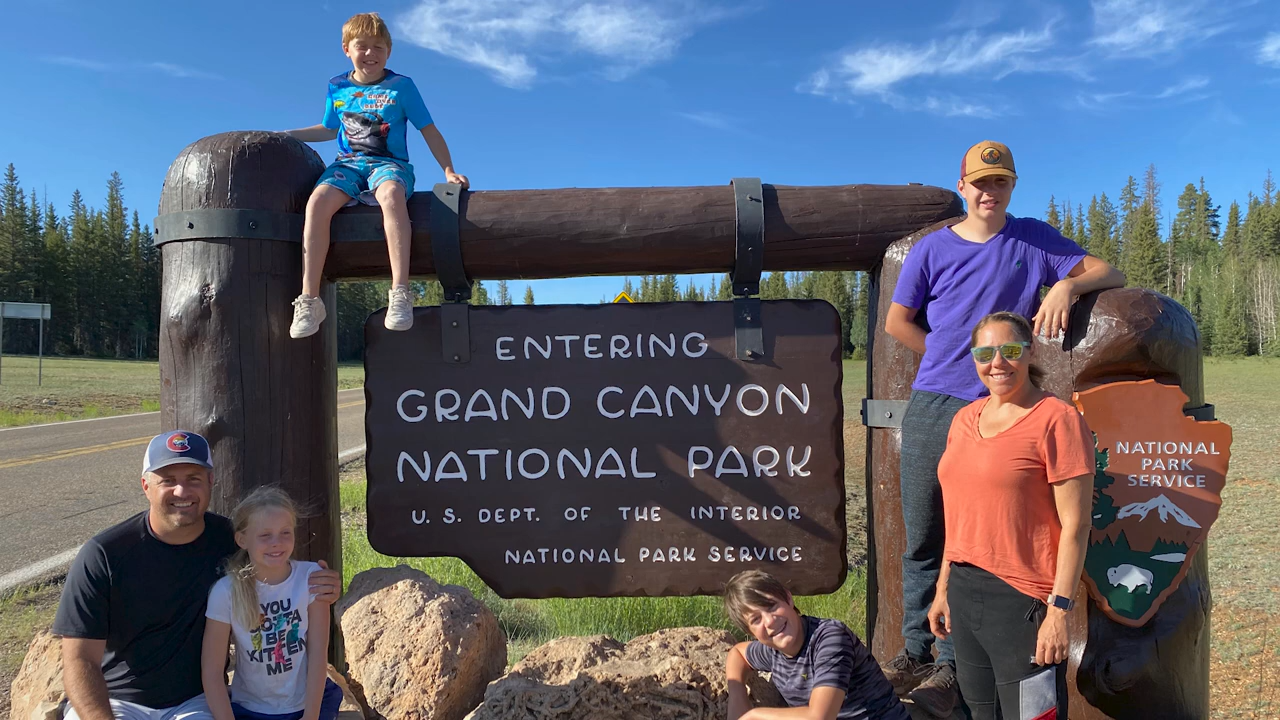 ENTERING
GRAND CANYON
NATIONAL PARK
U.S. DEPT. OF THE INTERIOR
NATIONAL PARK SERVICE
NATIONAL
PARK
SERVICE
YOU
GOTTA
BE
KITTEN
ME
C